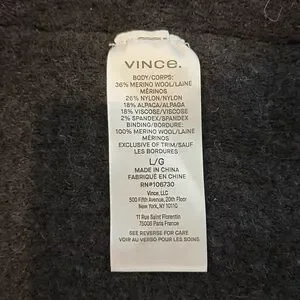 VINCE.
BODY/CORPS:
36% MERINO WOOL/LAINE
MÉRINOS
26% NYLON/NYLON
18% ALPACA/ALPAGA
18% VISCOSE/VISCOSE
2% SPANDEX/SPANDEX
BINDING/BORDURE:
100% MERINO WOOL/LAINE
MÉRINOS
EXCLUSIVE OF TRIM/SAUF
LES BORDURES
L/G
MADE IN CHINA
FABRIQUÉ EN CHINE
RN#106730
Vince, LLC
500 Fifth Avenue, 20th Floor
New York, NY 10110
11 Rue Saint Florentin
75008 Paris France
SEE REVERSE FOR CARE
VOIR AU VERSO POUR LES SOINS.